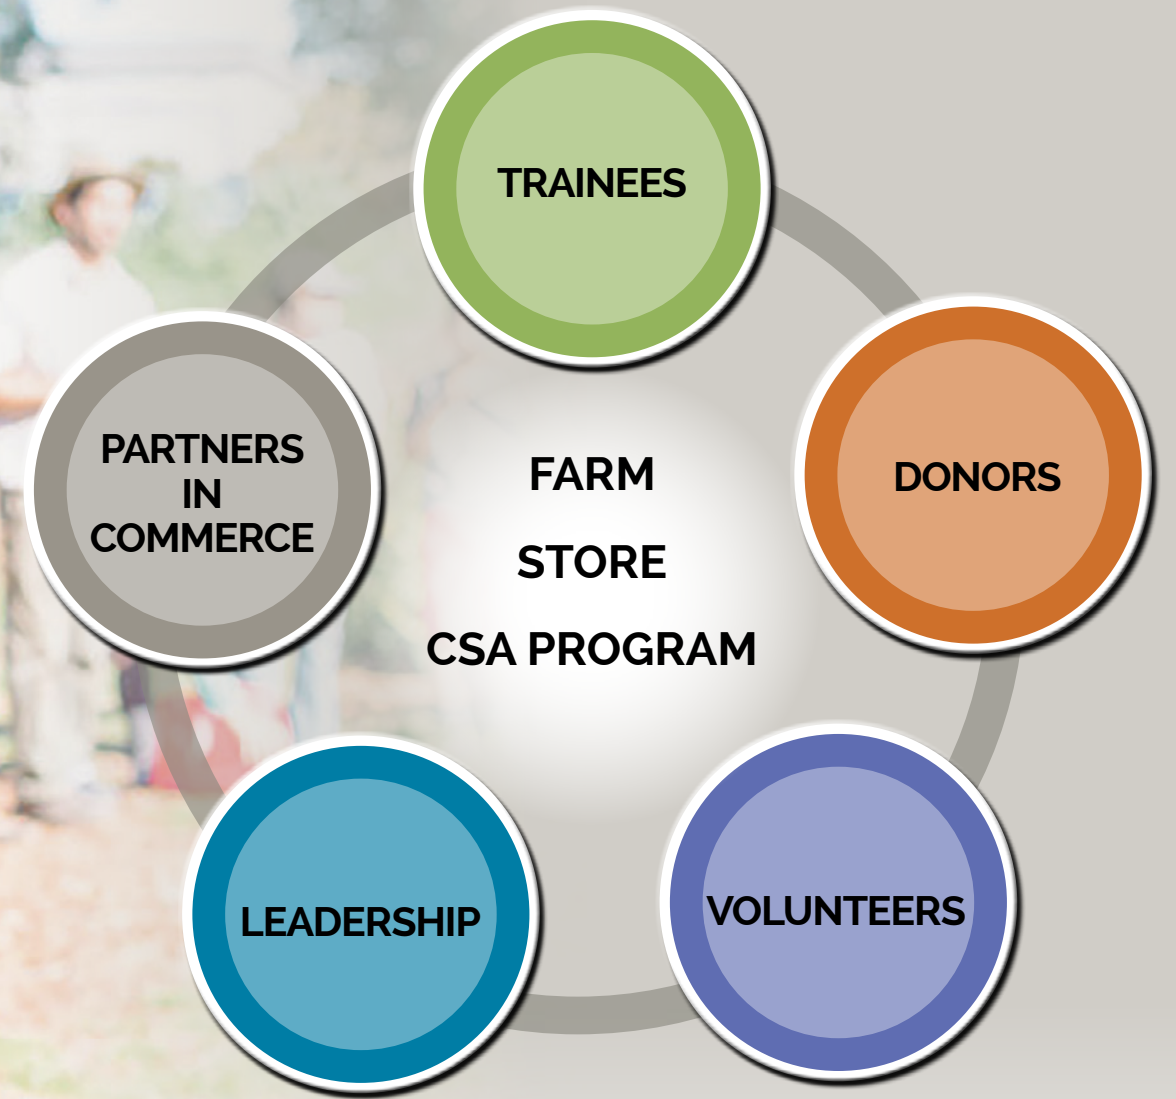 TRAINEES
PARTNERS
IN
COMMERCE
FARM
STORE
CSA PROGRAM
DONORS
LEADERSHIP
VOLUNTEERS